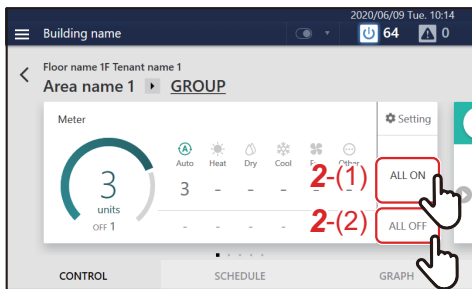 2020/06/09 Tue. 10:14
Building name 64 0
Floor name 1F Tenant name 1
Area name 1 GROUP
Meter Setting
Auto Heat Dry Cool Other
3 - - - - -
2-(1) ALL ON
3
units
OFF 1
- - - - -
2-(2) ALL OFF
CONTROL SCHEDULE GRAPH